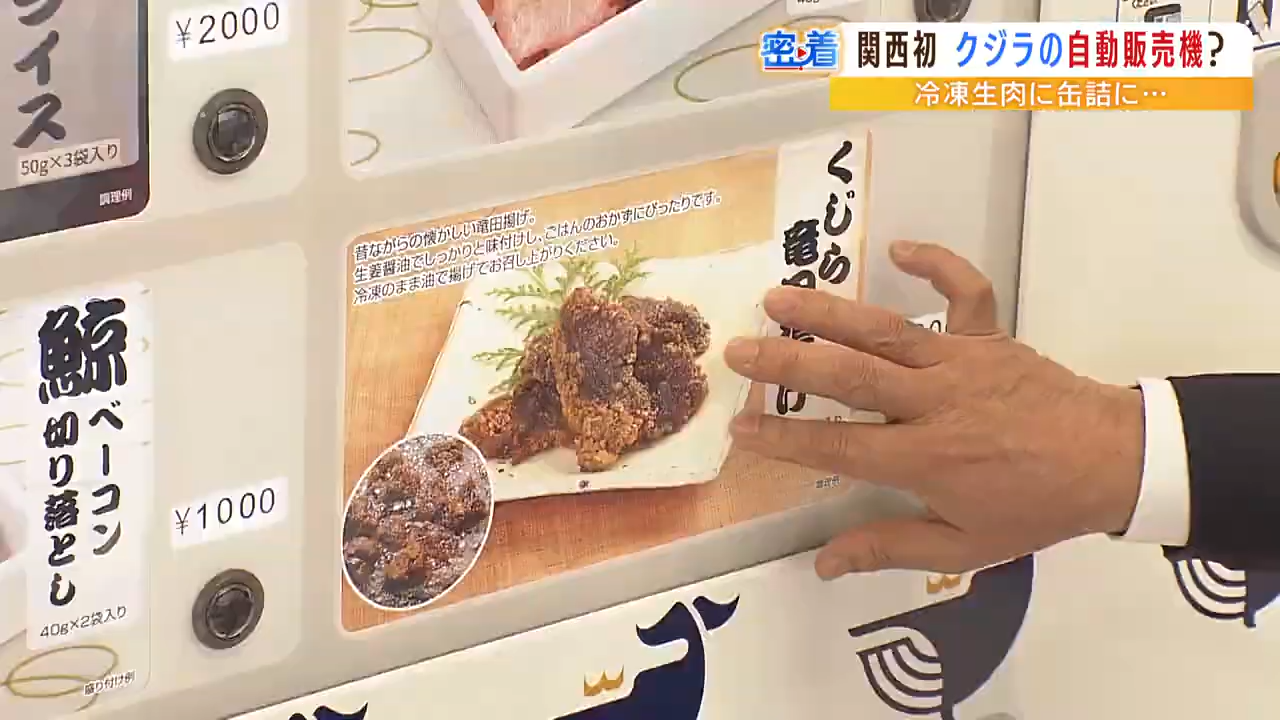 密着
関西初 クジラの自動販売機?
冷凍生肉に缶詰に…
ライス
50g×3袋入り
調理例
¥2000
昔ながらの懐かしい竜田揚げ。
生姜醤油でしっかりと味付けし、ごはんのおかずにぴったりです。
冷凍のまま油で揚げてお召し上がりください。
くじら
竜田揚げ
調理例
鯨ベーコン
切り落とし
40g×2袋入り
盛り付け例
¥1000